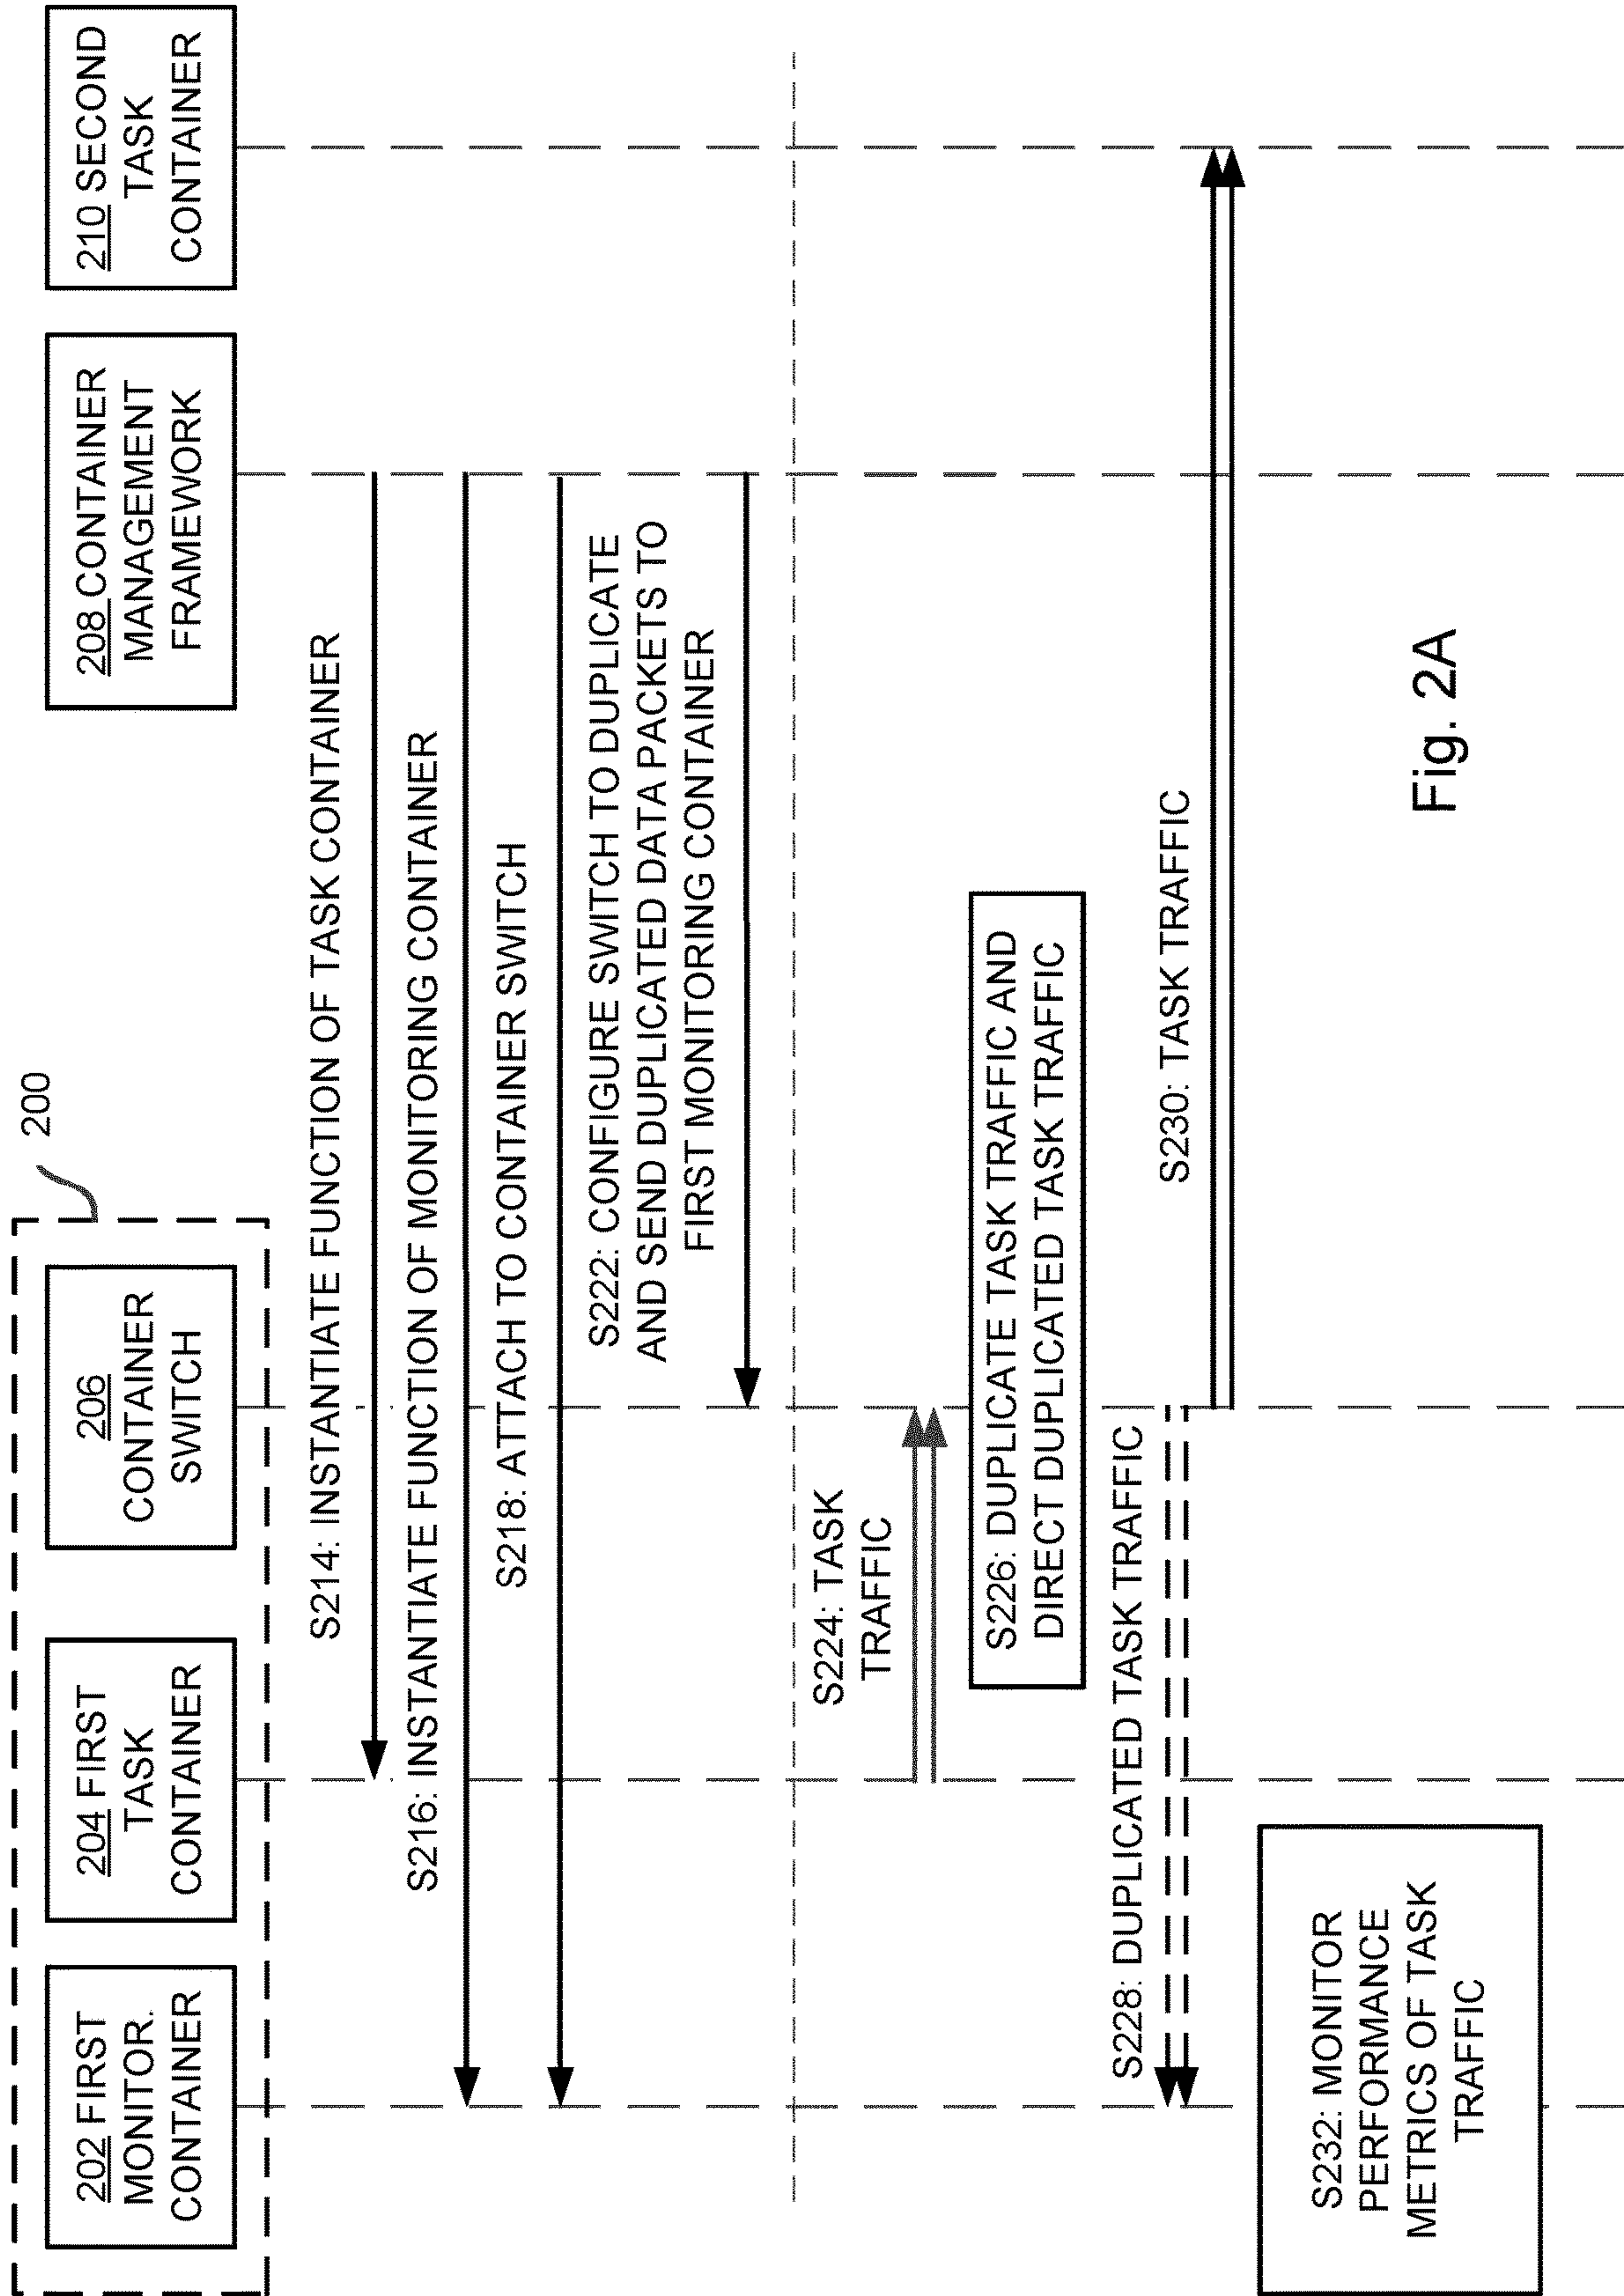 200
202 FIRST
MONITOR.
CONTAINER
204 FIRST
TASK
CONTAINER
206
CONTAINER
SWITCH
208 CONTAINER
MANAGEMENT
FRAMEWORK
210 SECOND
TASK
CONTAINER
S214: INSTANTIATE FUNCTION OF TASK CONTAINER
S216: INSTANTIATE FUNCTION OF MONITORING CONTAINER
S218: ATTACH TO CONTAINER SWITCH
S222: CONFIGURE SWITCH TO DUPLICATE
AND SEND DUPLICATED DATA PACKETS TO
FIRST MONITORING CONTAINER
S224: TASK
TRAFFIC
S226: DUPLICATE TASK TRAFFIC AND
DIRECT DUPLICATED TASK TRAFFIC
S228: DUPLICATED TASK TRAFFIC
S230: TASK TRAFFIC
S232: MONITOR
PERFORMANCE
METRICS OF TASK
TRAFFIC
Fig. 2A